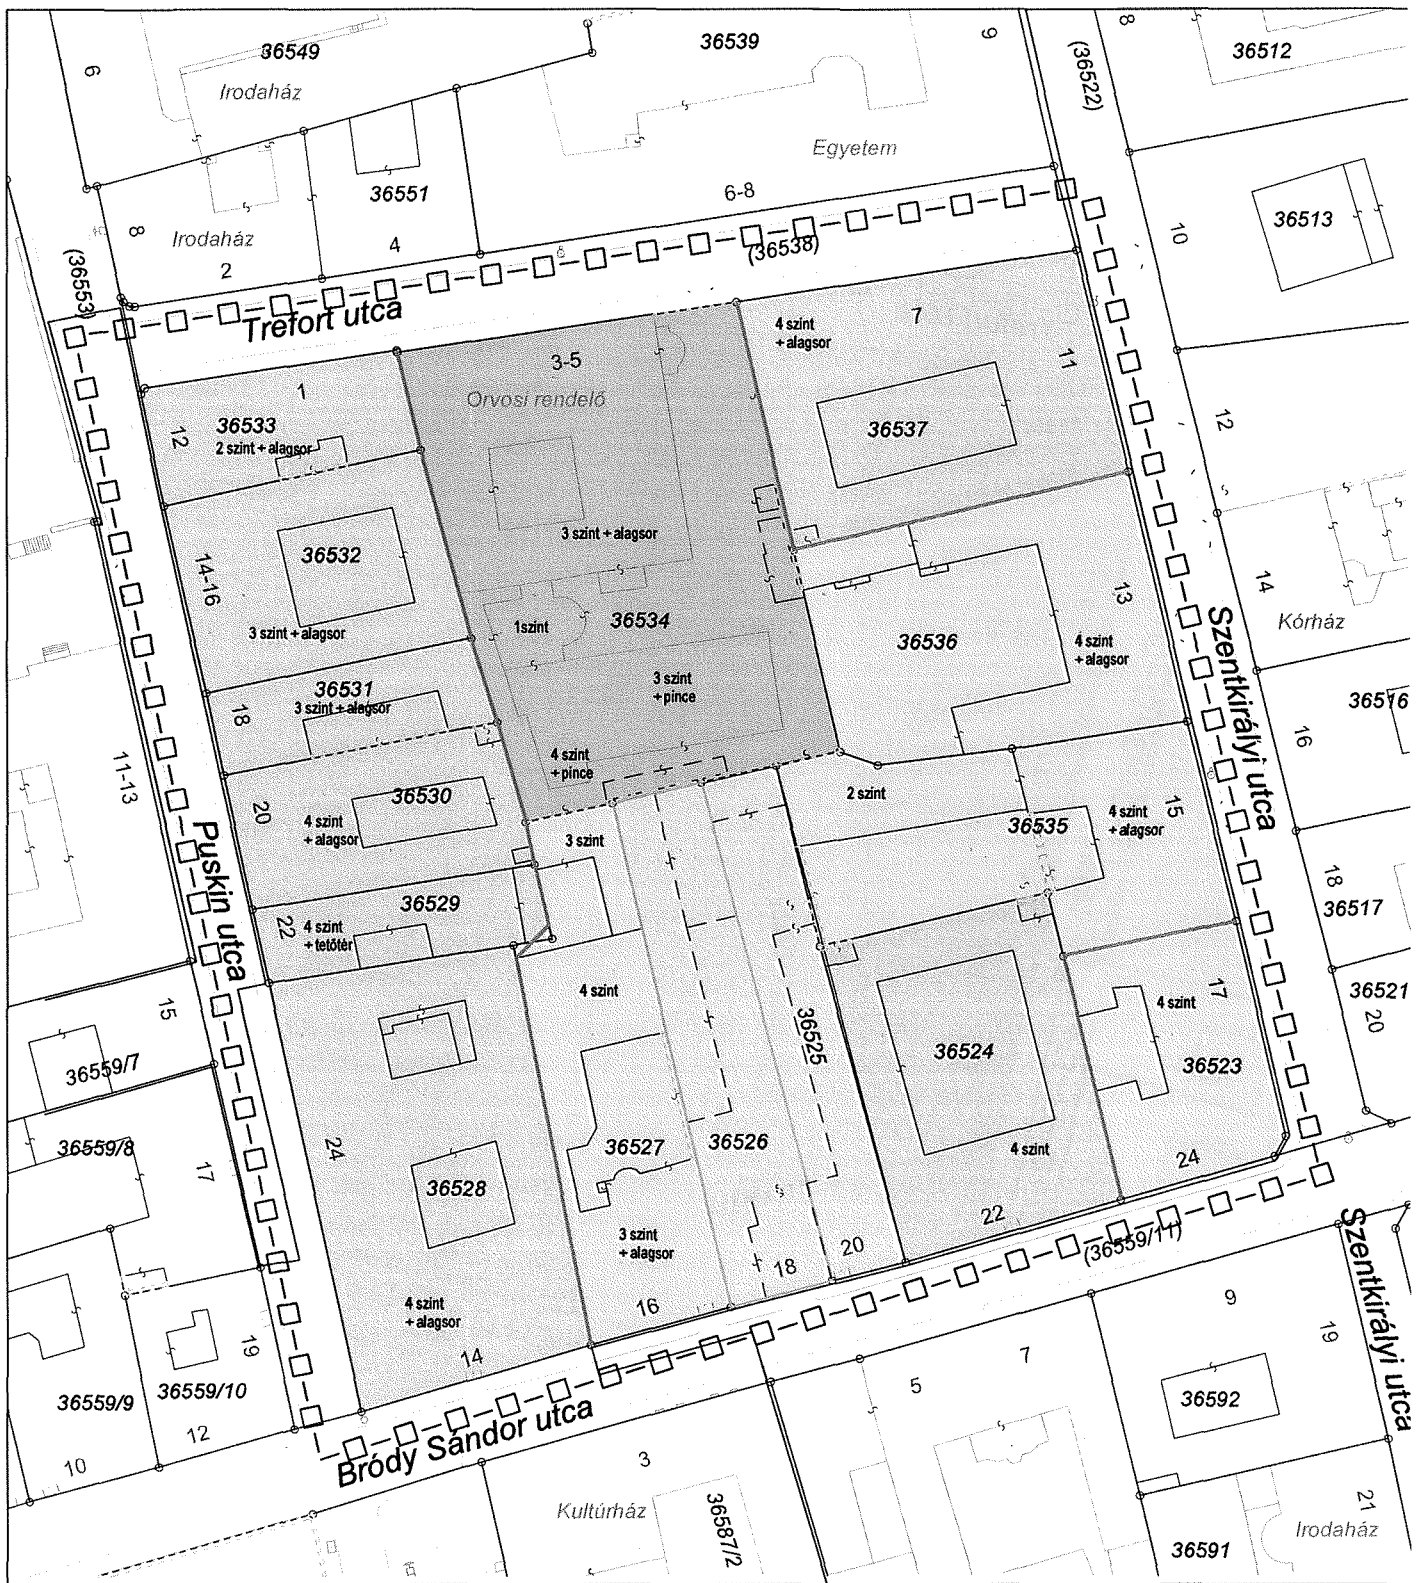 36549
Irodaház
36539
(36522)
36512
6
9
8
Egyetem
36551
6-8
36513
10
8
Irodaház
2
4
(36538)
(36553)
Trefort utca
3-5
Orvosi rendelő
4 szint
+ alagsor
7
11
1
12
36533
2 szint + alagsor
36537
12
14-16
36532
3 szint + alagsor
3 szint + alagsor
1szint
36534
36536
4 szint
+ alagsor
13
14
Kórház
Szentkirályi utca
36531
3 szint + alagsor
18
3 szint
+ pince
36516
16
11-13
4 szint
+ pince
2 szint
20
36530
4 szint
+ alagsor
36535
4 szint
+ alagsor
15
3 szint
Puskin utca
22
36529
4 szint
+ tetőtér
18
36517
4 szint
4 szint
17
36521
20
15
36559/7
36525
36524
36523
24
36559/8
17
36527
36526
36528
4 szint
24
22
3 szint
+ alagsor
(36559/11)
4 szint
+ alagsor
18
20
16
14
Szentkirályi utca
19
36559/9
36559/10
12
10
Bródy Sándor utca
3
5
7
9
19
36592
Kultúrház
36587/2
21
Irodaház
36591